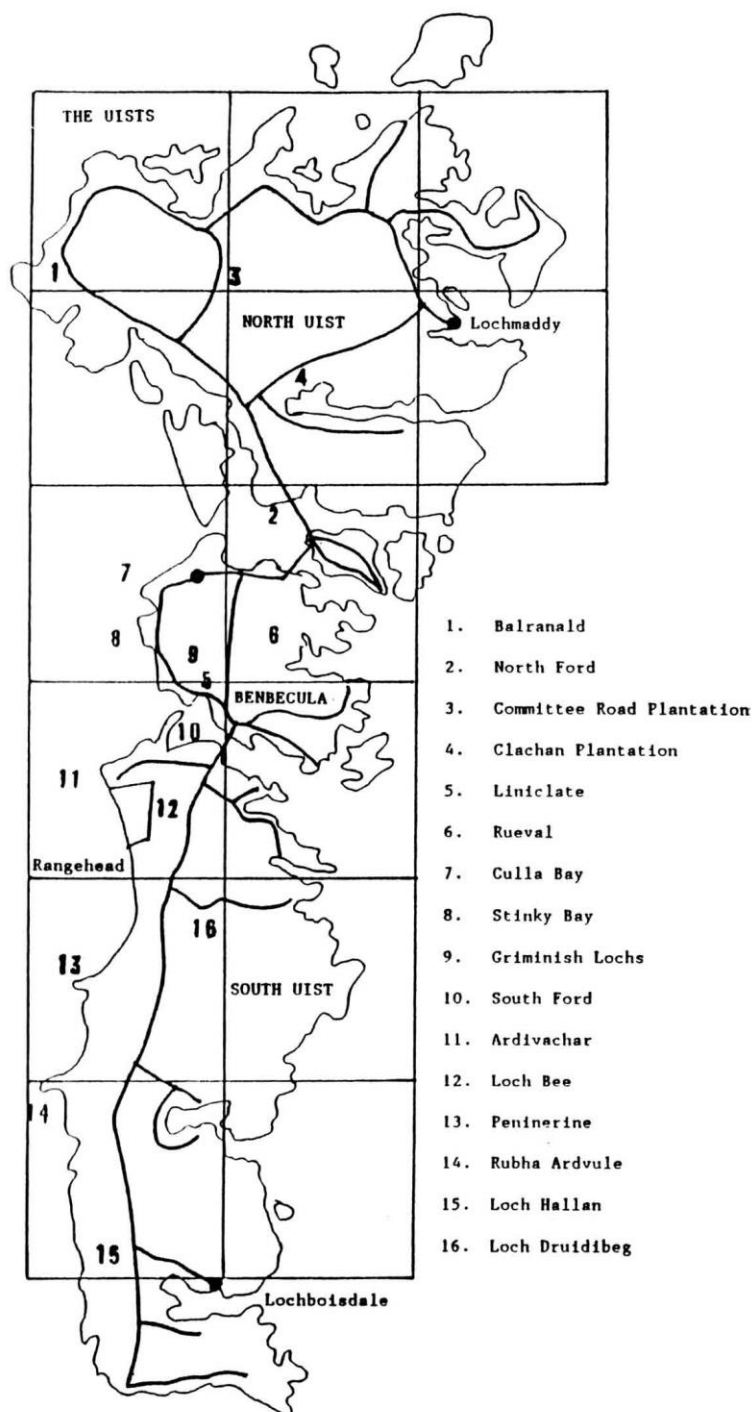 THE UISTS
1
3
NORTH UIST
Lochmaddy
4
2
7
8
6
9
5
BENBECULA
10
11
12
Rangehead
16
13
SOUTH UIST
14
15
Lochboisdale
1. Balranald
2. North Ford
3. Committee Road Plantation
4. Clachan Plantation
5. Liniclate
6. Rueval
7. Culla Bay
8. Stinky Bay
9. Griminish Lochs
10. South Ford
11. Ardivachar
12. Loch Bee
13. Peninerine
14. Rubha Ardvule
15. Loch Hallan
16. Loch Druidibeg